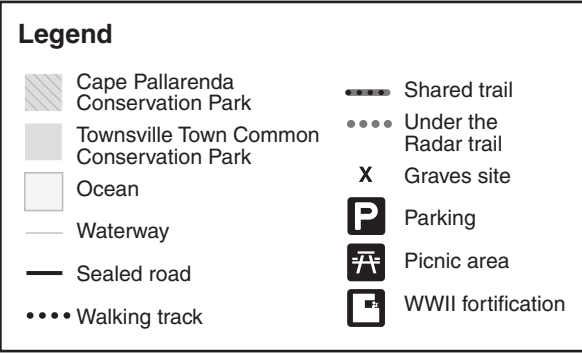 Legend
Cape Pallarenda
Conservation Park
Townsville Town Common
Conservation Park
Ocean
Waterway
Sealed road
Walking track
Shared trail
Under the
Radar trail
X Graves site
P Parking
Picnic area
WWII fortification